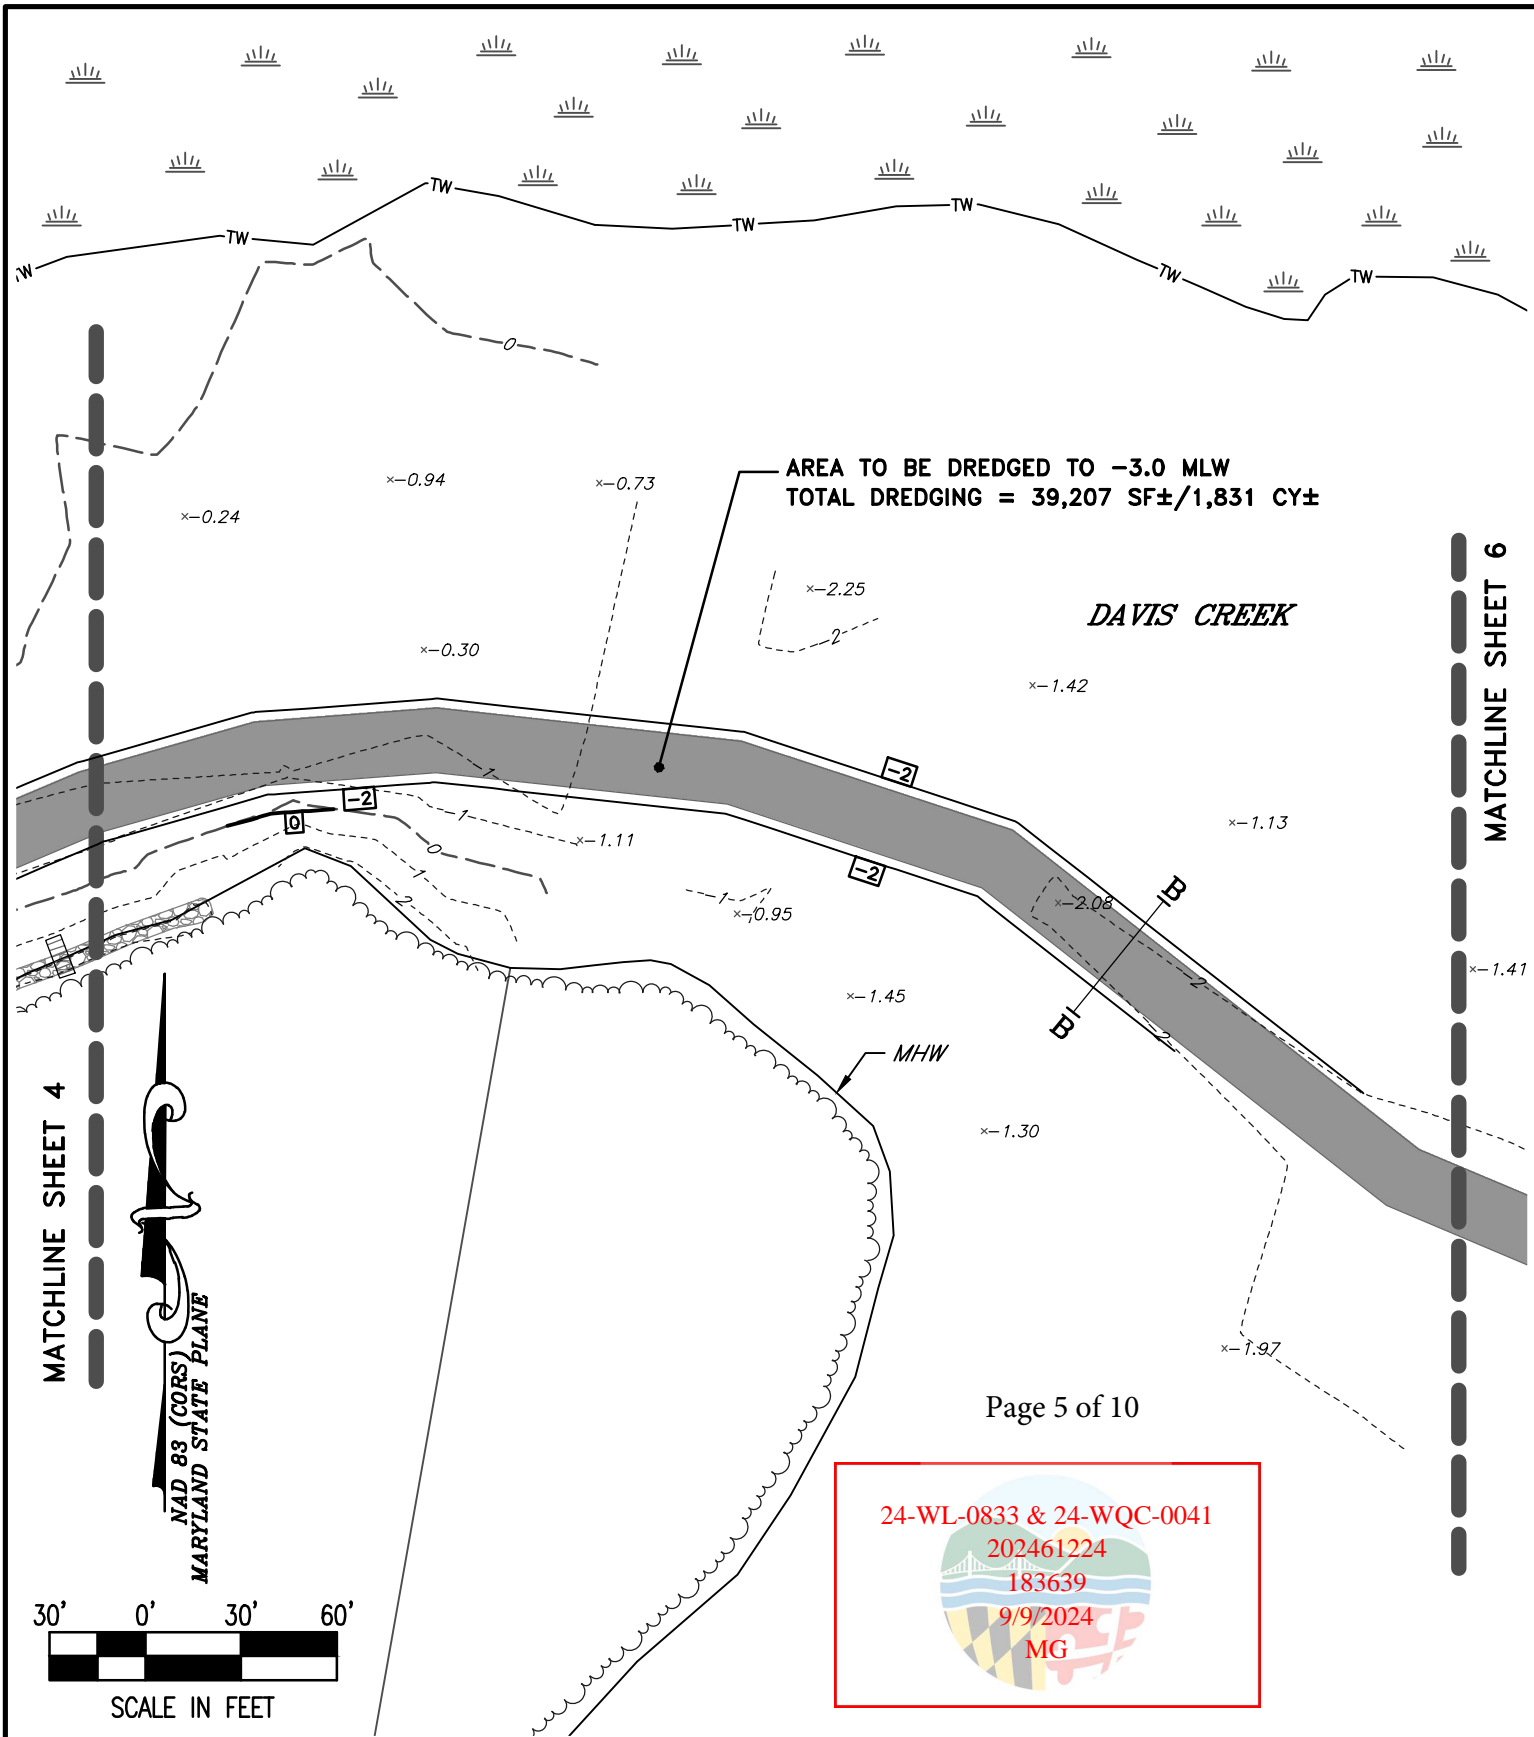 TW
TW
TW
TW
TW
TW
TW
0
×-0.94
×-0.73
×-0.24
AREA TO BE DREDGED TO -3.0 MLW
TOTAL DREDGING = 39,207 SF±/1,831 CY±
×-2.25
-2
DAVIS CREEK
MATCHLINE SHEET 6
×-0.30
×-1.42
-1
-2
-2
0
-1
×-1.11
0
×-1.13
-1
-2
-2
-1
×-0.95
×-2.08
B
B
-2
-2
×-1.41
×-1.45
MHW
×-1.30
×-1.97
MATCHLINE SHEET 4
NAD 83 (CORS)
MARYLAND STATE PLANE
Page 5 of 10
24-WL-0833 & 24-WQC-0041
202461224
183639
9/9/2024
MG
30' 0' 30' 60'
SCALE IN FEET